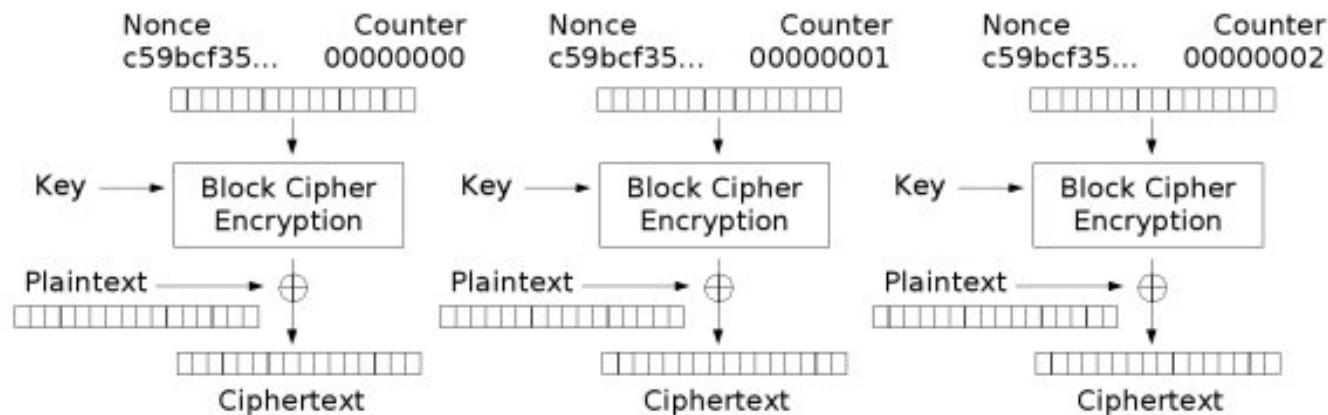 Nonce Counter Nonce Counter Nonce Counter
c59bcf35... 00000000 c59bcf35... 00000001 c59bcf35... 00000002
Key Block Cipher Key Block Cipher Key Block Cipher
Encryption Encryption Encryption
Plaintext Plaintext Plaintext
Ciphertext Ciphertext Ciphertext